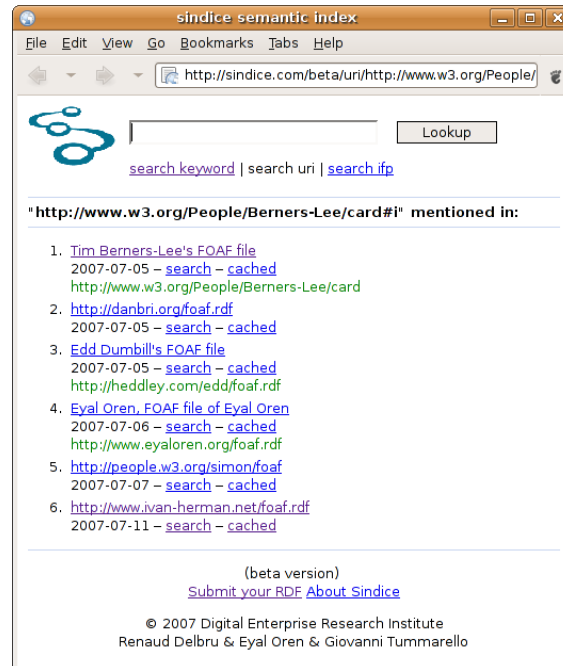 sindice semantic index
File Edit View Go Bookmarks Tabs Help
http://sindice.com/beta/uri/http://www.w3.org/People/
Lookup
search keyword | search uri | search ifp
"http://www.w3.org/People/Berners-Lee/card#i" mentioned in:
1. Tim Berners-Lee's FOAF file
2007-07-05 – search – cached
http://www.w3.org/People/Berners-Lee/card
2. http://danbri.org/foaf.rdf
2007-07-05 – search – cached
3. Edd Dumbill's FOAF file
2007-07-05 – search – cached
http://heddley.com/edd/foaf.rdf
4. Eyal Oren, FOAF file of Eyal Oren
2007-07-06 – search – cached
http://www.eyaloren.org/foaf.rdf
5. http://people.w3.org/simon/foaf
2007-07-07 – search – cached
6. http://www.ivan-herman.net/foaf.rdf
2007-07-11 – search – cached
(beta version)
Submit your RDF About Sindice
© 2007 Digital Enterprise Research Institute
Renaud Delbru & Eyal Oren & Giovanni Tummarello